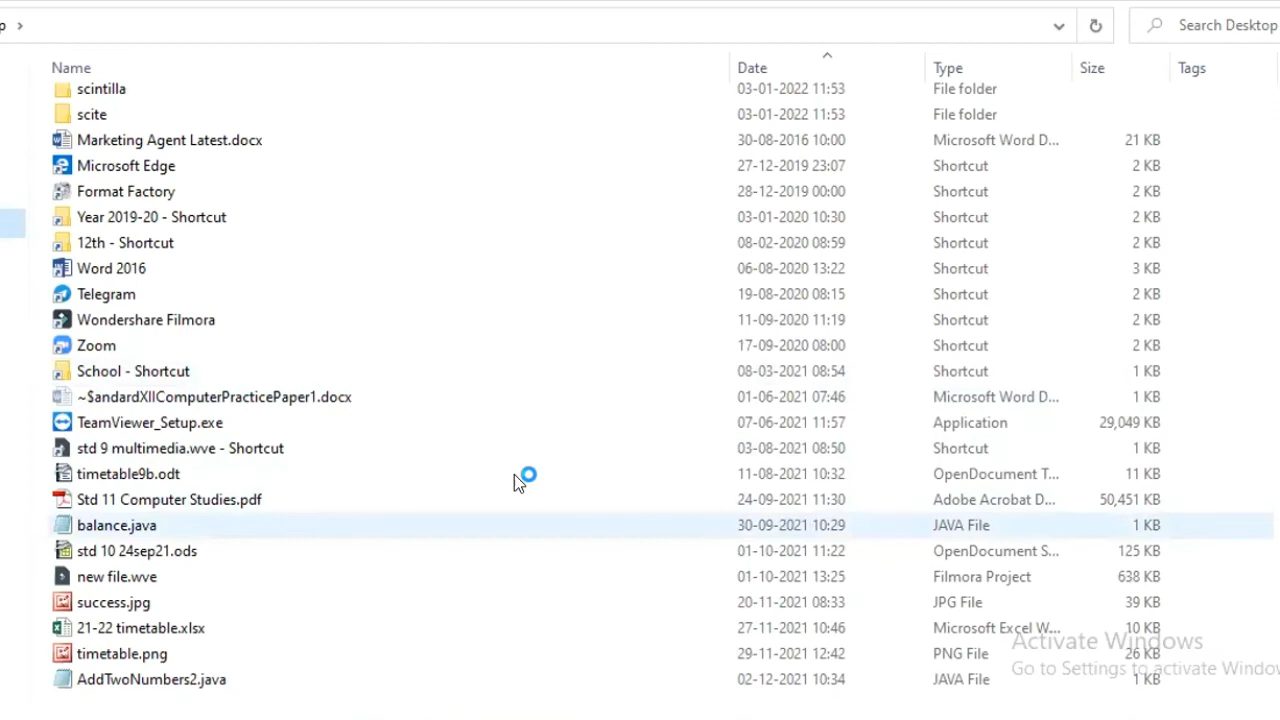 p >
Search Desktop
Name Date Type Size Tags
scintilla 03-01-2022 11:53 File folder
scite 03-01-2022 11:53 File folder
Marketing Agent Latest.docx 30-08-2016 10:00 Microsoft Word D... 21 KB
Microsoft Edge 27-12-2019 23:07 Shortcut 2 KB
Format Factory 28-12-2019 00:00 Shortcut 2 KB
Year 2019-20 - Shortcut 03-01-2020 10:30 Shortcut 2 KB
12th - Shortcut 08-02-2020 08:59 Shortcut 2 KB
Word 2016 06-08-2020 13:22 Shortcut 3 KB
Telegram 19-08-2020 08:15 Shortcut 2 KB
Wondershare Filmora 11-09-2020 11:19 Shortcut 2 KB
Zoom 17-09-2020 08:00 Shortcut 2 KB
School - Shortcut 08-03-2021 08:54 Shortcut 1 KB
~$andardXIIComputerPracticePaper1.docx 01-06-2021 07:46 Microsoft Word D... 1 KB
TeamViewer_Setup.exe 07-06-2021 11:57 Application 29,049 KB
std 9 multimedia.wve - Shortcut 03-08-2021 08:50 Shortcut 1 KB
timetable9b.odt 11-08-2021 10:32 OpenDocument T... 11 KB
Std 11 Computer Studies.pdf 24-09-2021 11:30 Adobe Acrobat D... 50,451 KB
balance.java 30-09-2021 10:29 JAVA File 1 KB
std 10 24sep21.ods 01-10-2021 11:22 OpenDocument S... 125 KB
new file.wve 01-10-2021 13:25 Filmora Project 638 KB
success.jpg 20-11-2021 08:33 JPG File 39 KB
21-22 timetable.xlsx 27-11-2021 10:46 Microsoft Excel W... 10 KB
Activate Windows
timetable.png 29-11-2021 12:42 PNG File 26 KB
Go to Settings to activate Window
AddTwoNumbers2.java 02-12-2021 10:34 JAVA File 1 KB